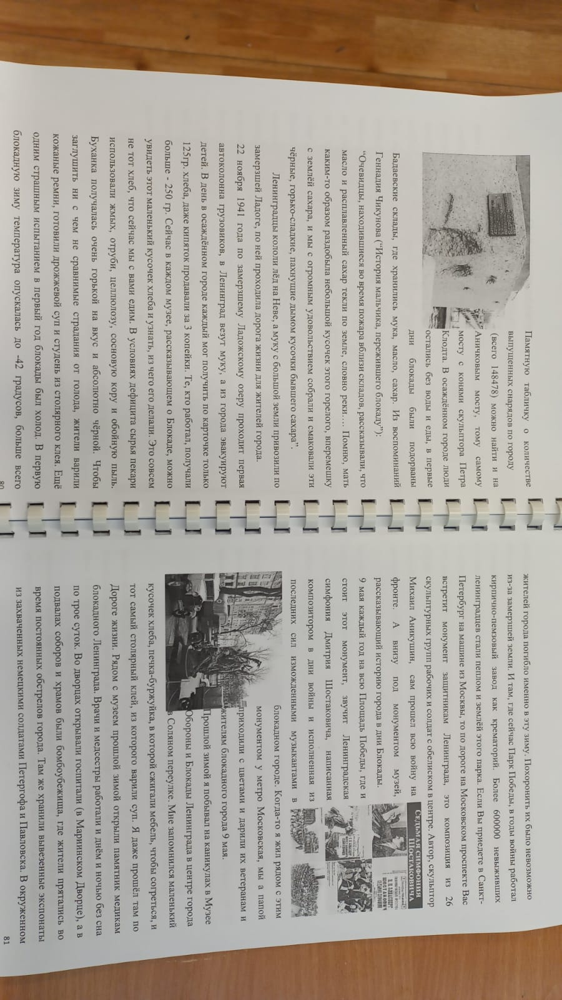 Памятную табличку о количестве
выпущенных снарядов по городу
(всего 148478) можно найти и на
Аничковым мосту, тому самому
мосту с конями скульптора Петра
Клодта. В осаждённом городе люди
остались без воды и еды, в первые
дни блокады были подорваны
Бадаевские склады, где хранились мука, масло, сахар. Из воспоминаний
Геннадия Чикунова (“История мальчика, пережившего блокаду”):
“Очевидцы, находившиеся во время пожара вблизи складов, рассказывали, что
масло и расплавленный сахар текли по земле, словно реки…. Помню, мать
каким-то образом раздобыла небольшой кусочек этого горелого, вперемешку
с землёй сахара, и мы с огромным удовольствием собрали и смаковали эти
чёрные, горько-сладкие, пахнущие дымом кусочки бывшего сахара”.
Ленинградцы кололи лёд на Неве, а муку с большой земли привозили по
замерзшей Ладоге, по ней проходила дорога жизни для жителей города.
22 ноября 1941 года по замерзшему Ладожскому озеру проходит первая
автоколонна грузовиков, в Ленинград везут муку, а из города эвакуируют
детей. В день в осаждённом городе каждый мог получить по карточке только
125гр. хлеба, даже кипяток продавали за 3 копейки. Те, кто работал, получали
больше - 250 гр. Сейчас в каждом музее, рассказывающем о Блокаде, можно
увидеть этот маленький кусочек хлеба и узнать, из чего его делали. Это совсем
не тот хлеб, что сейчас мы с вами едим. В условиях дефицита сырья пекари
использовали жмых, отруби, целлюлозу, сосновую кору и обойную пыль.
Буханка получалась очень горькой на вкус и абсолютно чёрной. Чтобы
заглушить ни с чем не сравнимые страдания от голода, жители варили
кожаные ремни, готовили дрожжевой суп и студень из столярного клея. Ещё
одним страшным испытанием в первый год блокады был холод. В первую
блокадную зиму температура опускалась до -42 градусов, больше всего
80
жителей города погибло именно в эту зиму. Похоронить их было невозможно
из-за замерзшей земли. И там, где сейчас Парк Победы, в годы войны работал
кирпично-пемзовый завод как крематорий. Более 600000 невыживших
ленинградцев стали пеплом и землёй этого парка. Если Вы приедете в Санкт-
Петербург на машине из Москвы, то по дороге на Московском проспекте Вас
встретит монумент защитникам Ленинграда, это композиция из 26
скульптурных групп рабочих и солдат с обелиском в центре. Автор, скульптор
Михаил Аникушин, сам прошел всю войну на
фронте. А внизу под монументом музей,
рассказывающий историю города в дни Блокады.
9 мая каждый год на всю Площадь Победы, где и
стоит этот монумент, звучит Ленинградская
симфония Дмитрия Шостаковича, написанная
композитором в дни войны и исполненная из
последних сил изможденными музыкантами в
СЕДЬМАЯ СИМФОНИЯ
ШОСТАКОВИЧА
ШОСТАКОВИЧ
блокадном городе. Когда-то я жил рядом с этим
монументом у метро Московская, мы а папой
приходили с цветами и дарили их ветеранам и
жителям блокадного города 9 мая.
Прошлой зимой я побывал на каникулах в Музее
Обороны и Блокады Ленинграда в центре города
в Соляном переулке. Мне запомнился маленький
кусочек хлеба, печка-буржуйка, в которой сжигали мебель, чтобы согреться, и
тот самый столярный клей, из которого варили суп. Я даже прошёл там по
Дороге жизни. Рядом с музеем прошлой зимой открыли памятник медикам
блокадного Ленинграда. Врачи и медсестры работали и днём и ночью без сна
по трое суток. Во дворцах открывали госпитали (в Мариинском Дворце), а в
подвалах соборов и храмов были бомбоубежища, где жители прятались во
время постоянных обстрелов города. Там же хранили вывезенные экспонаты
из захваченных немецкими солдатами Петергофа и Павловска. В окруженном
81